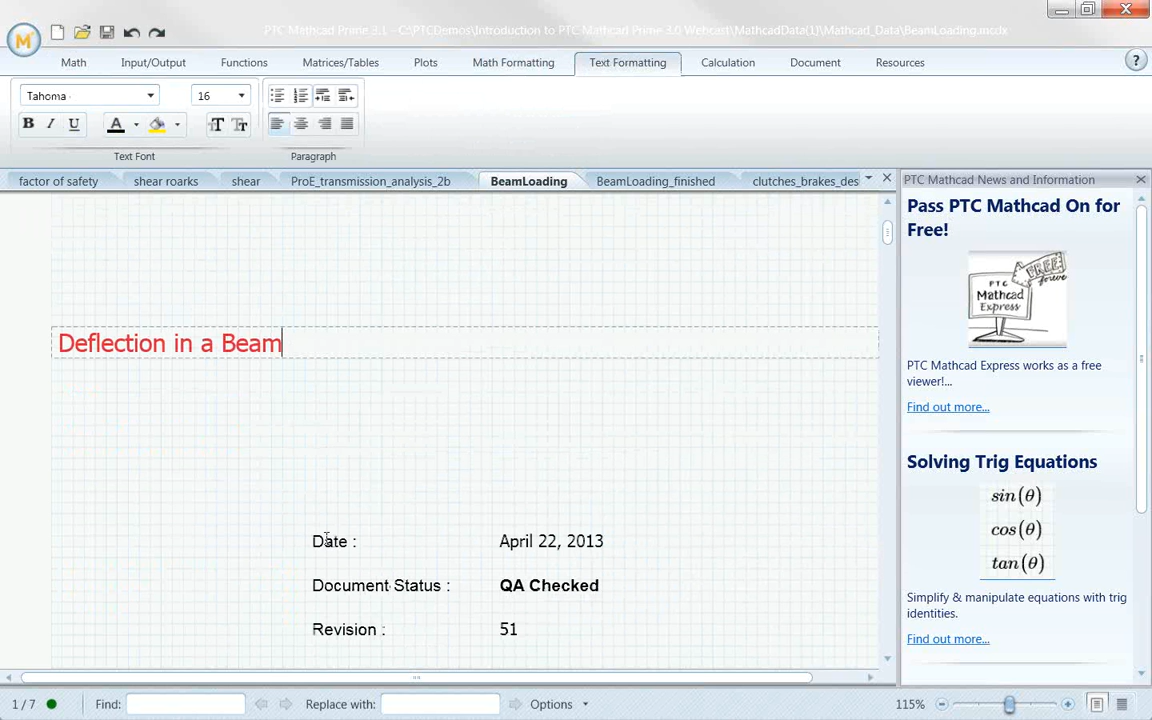 PTC Mathcad Prime 3.1 - C:\PTCDemos\Introduction to PTC Mathcad Prime 3.0 Webcast\MathcadData(1)\Mathcad_Data\BeamLoading.mcdx
Math Input/Output Functions Matrices/Tables Plots Math Formatting Text Formatting Calculation Document Resources
Tahoma 16
B I U A
Text Font Paragraph
factor of safety shear roarks shear ProE_transmission_analysis_2b BeamLoading BeamLoading_finished clutches_brakes_des
Deflection in a Beam
Date : April 22, 2013
Document Status : QA Checked
Revision : 51
PTC Mathcad News and Information
Pass PTC Mathcad On for
Free!
FREE
forever
PTC
Mathcad
Express
PTC Mathcad Express works as a free
viewer!...
Find out more...
Solving Trig Equations
sin(θ)
cos(θ)
tan(θ)
Simplify & manipulate equations with trig
identities.
Find out more...
1 / 7 Find: Replace with: Options 115%